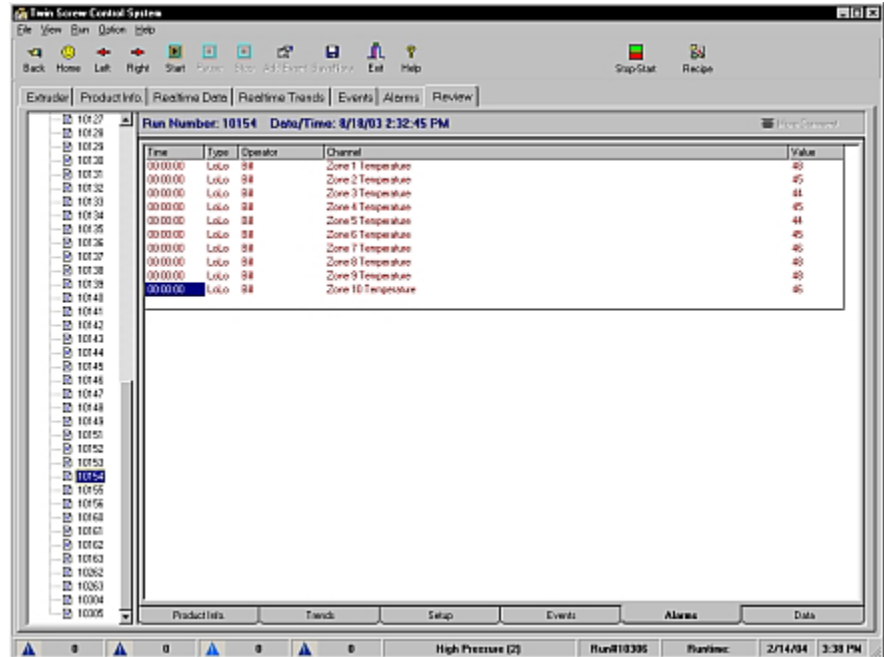 Twin Screw Control System
File View Run Option Help
Back Home Left Right Start Pause Stop Add Event Exit Help Stop-Start Recipe
Extruder Product Info. Realtime Data Realtime Trends Events Alarms Review
Run Number: 10154 Date/Time: 8/18/03 2:32:45 PM
10127
10128
10129
10130
10131
10132
10133
10134
10135
10136
10137
10138
10139
10140
10141
10142
10143
10144
10145
10146
10147
10148
10149
10151
10152
10153
10154
10155
10156
10160
10161
10162
10163
10262
10263
10304
10305
Time Type Operator Channel Value
00:00:00 LoLo Bill Zone 1 Temperature 48
00:00:00 LoLo Bill Zone 2 Temperature 45
00:00:00 LoLo Bill Zone 3 Temperature 44
00:00:00 LoLo Bill Zone 4 Temperature 45
00:00:00 LoLo Bill Zone 5 Temperature 44
00:00:00 LoLo Bill Zone 6 Temperature 45
00:00:00 LoLo Bill Zone 7 Temperature 46
00:00:00 LoLo Bill Zone 8 Temperature 48
00:00:00 LoLo Bill Zone 9 Temperature 48
00:00:00 LoLo Bill Zone 10 Temperature 46
Product Info. Trends Setup Events Alarms Data
0 0 0 0 High Pressure (2) Run#10306 Runtime: 2/14/04 3:38 PM